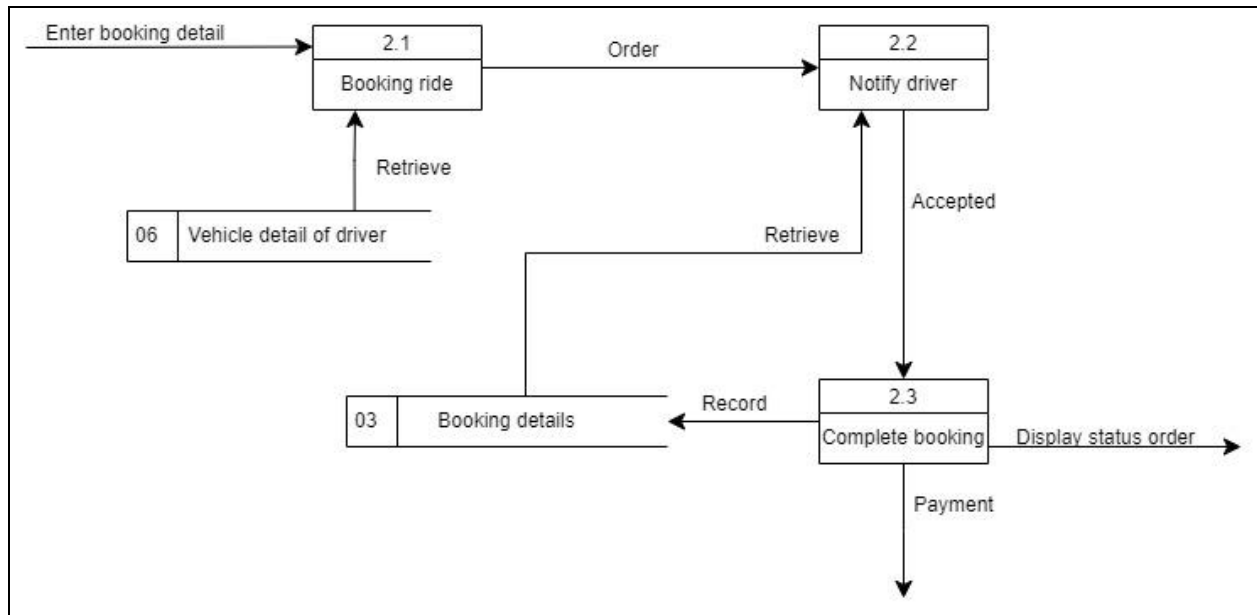 Enter booking detail
2.1
Booking ride
Order
2.2
Notify driver
Retrieve
Accepted
06
Vehicle detail of driver
Retrieve
03
Booking details
Record
2.3
Complete booking
Display status order
Payment